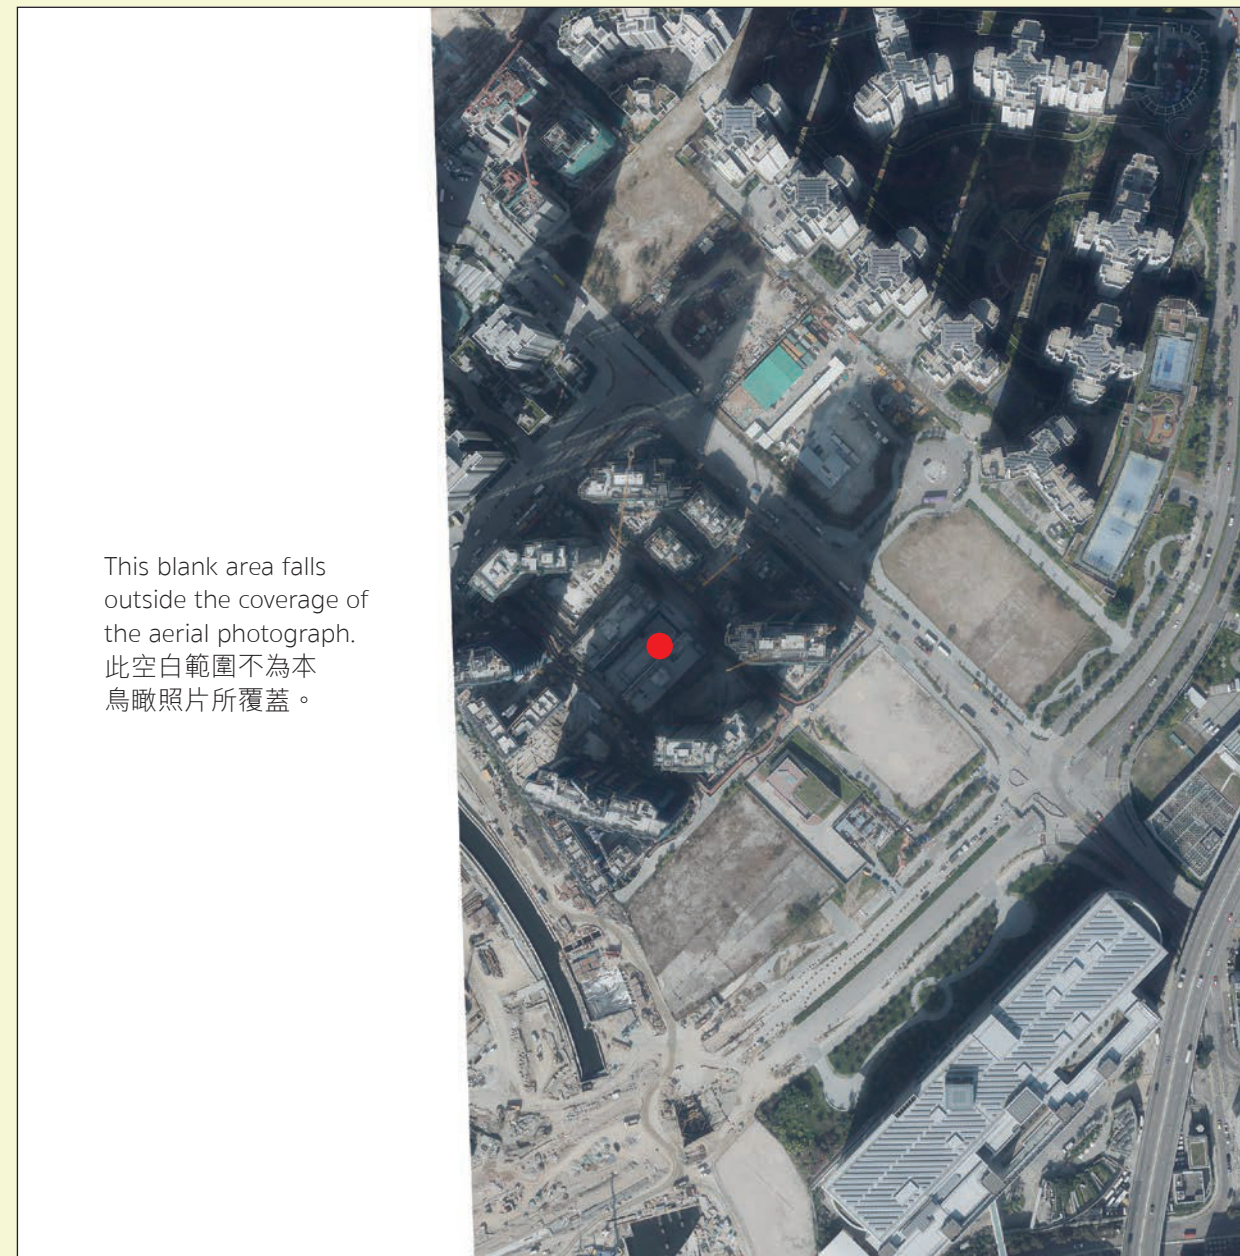 This blank area falls
outside the coverage of
the aerial photograph.
此空白範圍不為本
鳥瞰照片所覆蓋。